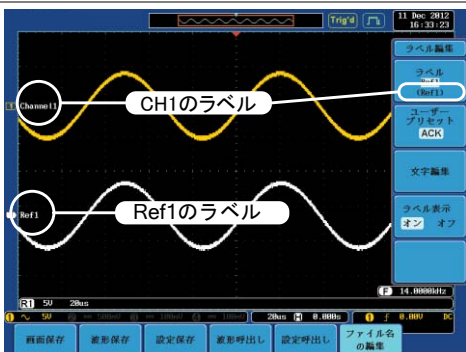 Trig'd
11 Dec 2012
16:33:23
ラベル編集
ラベル
(Ref1)
ユーザー
プリセット
ACK
文字編集
ラベル表示
オン オフ
Channel1
CH1のラベル
Ref1
Ref1のラベル
F 14.0000kHz
R1 5V 20us
1 5V 500mV 100mV 100mV 20us H 0.000s 1 0.00V DC
画面保存 波形保存 設定保存 波形呼出し 設定呼出し ファイル名
の編集